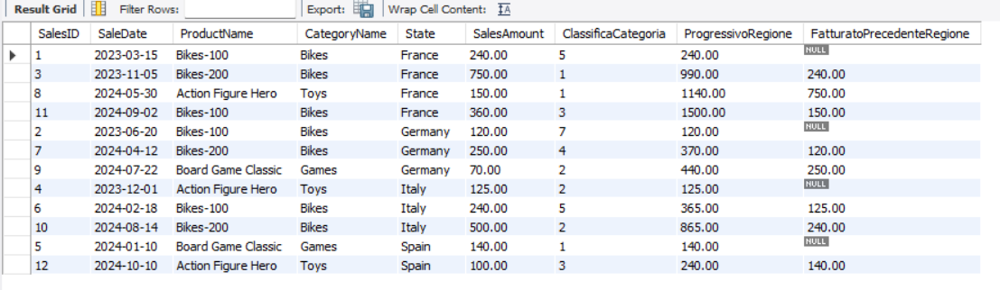 Result Grid Filter Rows: Export: Wrap Cell Content: IA
SalesID SaleDate ProductName CategoryName State SalesAmount ClassificaCategoria ProgressivoRegione FatturatoPrecedenteRegione
1 2023-03-15 Bikes-100 Bikes France 240.00 5 240.00 NULL
3 2023-11-05 Bikes-200 Bikes France 750.00 1 990.00 240.00
8 2024-05-30 Action Figure Hero Toys France 150.00 1 1140.00 750.00
11 2024-09-02 Bikes-100 Bikes France 360.00 3 1500.00 150.00
2 2023-06-20 Bikes-100 Bikes Germany 120.00 7 120.00 NULL
7 2024-04-12 Bikes-200 Bikes Germany 250.00 4 370.00 120.00
9 2024-07-22 Board Game Classic Games Germany 70.00 2 440.00 250.00
4 2023-12-01 Action Figure Hero Toys Italy 125.00 2 125.00 NULL
6 2024-02-18 Bikes-100 Bikes Italy 240.00 5 365.00 125.00
10 2024-08-14 Bikes-200 Bikes Italy 500.00 2 865.00 240.00
5 2024-01-10 Board Game Classic Games Spain 140.00 1 140.00 NULL
12 2024-10-10 Action Figure Hero Toys Spain 100.00 3 240.00 140.00